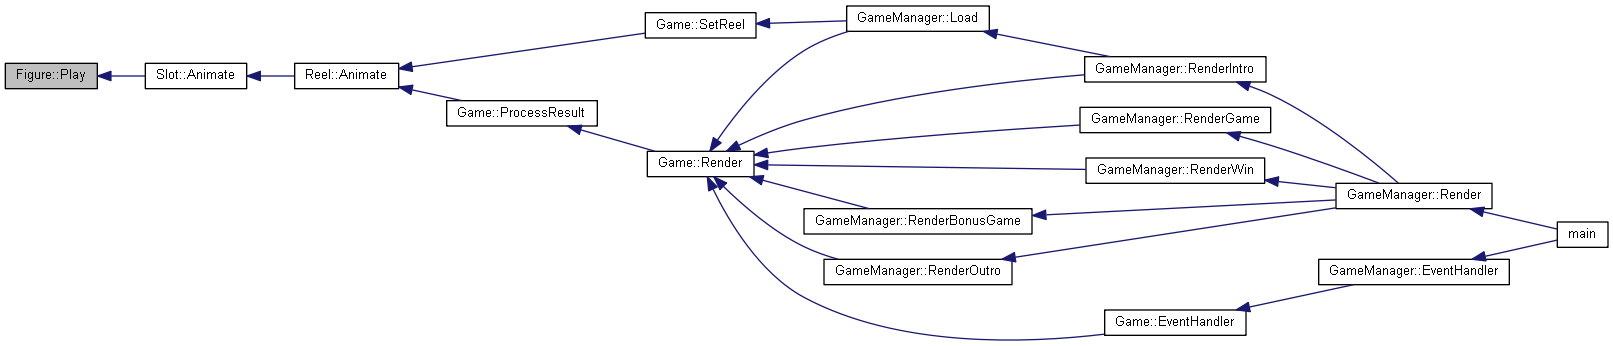 GameManager::Load
Game::SetReel
GameManager::RenderIntro
Figure::Play
Slot::Animate
Reel::Animate
Game::ProcessResult
GameManager::RenderGame
Game::Render
GameManager::RenderWin
GameManager::Render
GameManager::RenderBonusGame
main
GameManager::RenderOutro
GameManager::EventHandler
Game::EventHandler